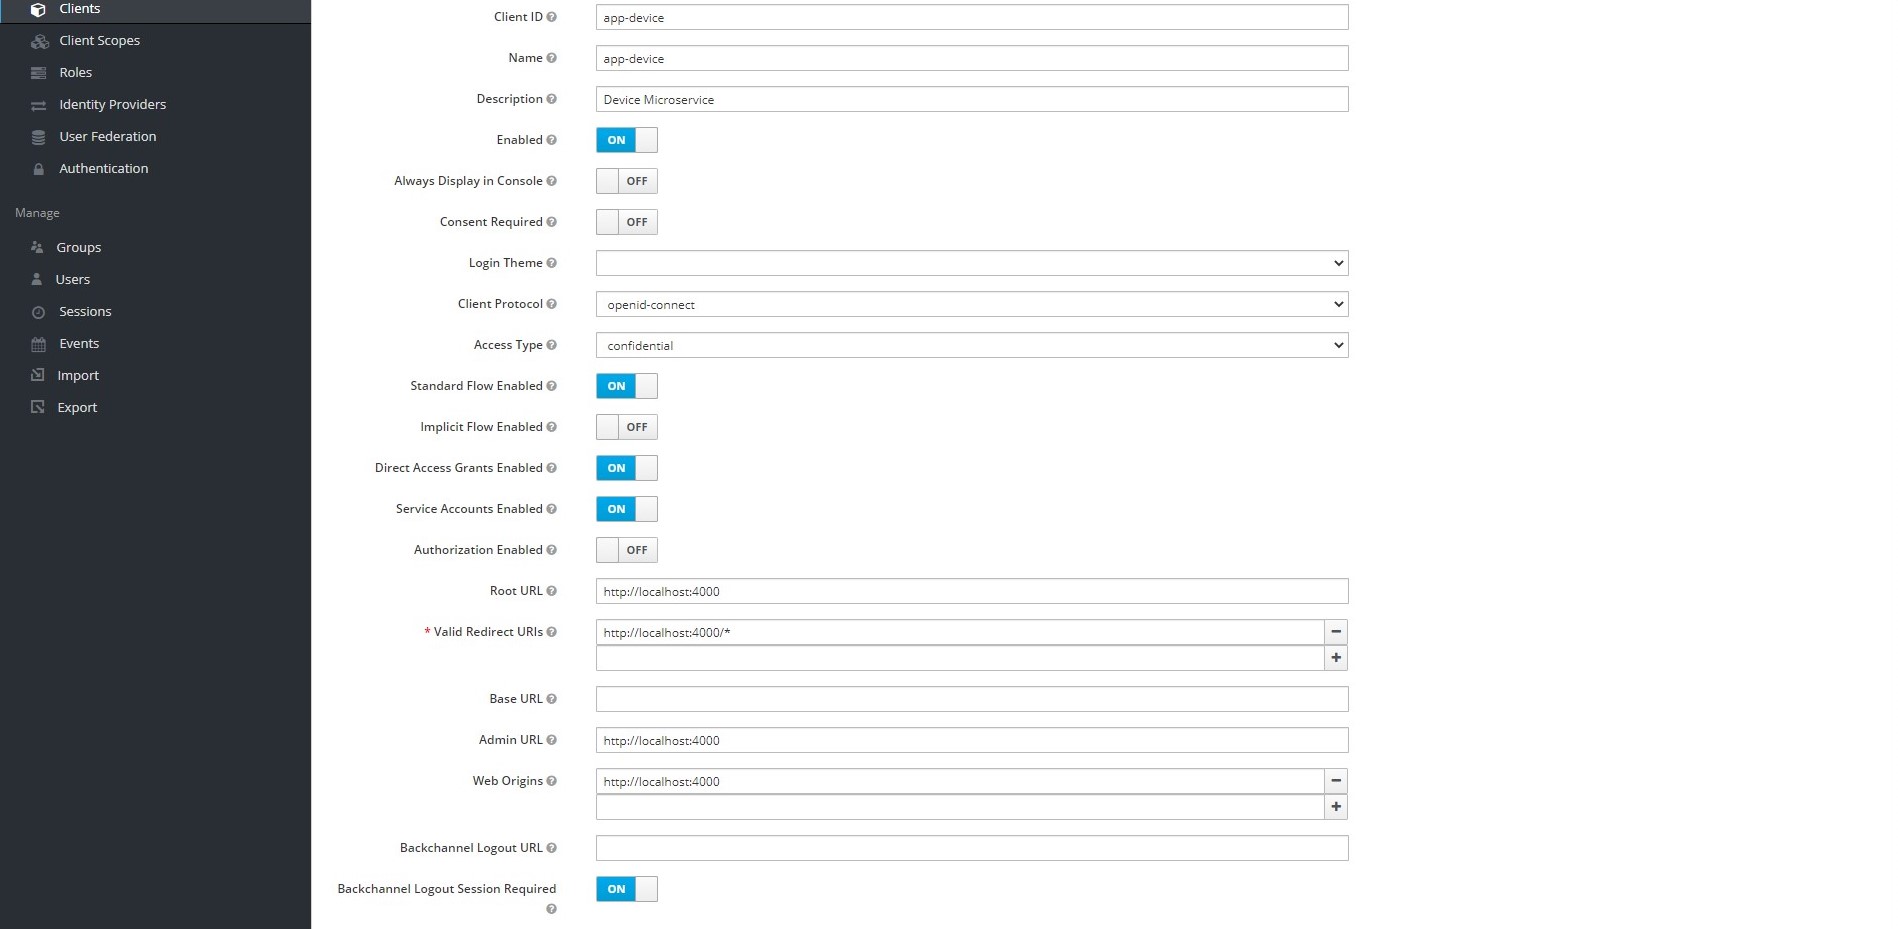 Clients
Client Scopes
Roles
Identity Providers
User Federation
Authentication
Manage
Groups
Users
Sessions
Events
Import
Export
Client ID
app-device
Name
app-device
Description
Device Microservice
Enabled
ON
Always Display in Console
OFF
Consent Required
OFF
Login Theme
Client Protocol
openid-connect
Access Type
confidential
Standard Flow Enabled
ON
Implicit Flow Enabled
OFF
Direct Access Grants Enabled
ON
Service Accounts Enabled
ON
Authorization Enabled
OFF
Root URL
http://localhost:4000
* Valid Redirect URIs
http://localhost:4000/*
Base URL
Admin URL
http://localhost:4000
Web Origins
http://localhost:4000
Backchannel Logout URL
Backchannel Logout Session Required
ON